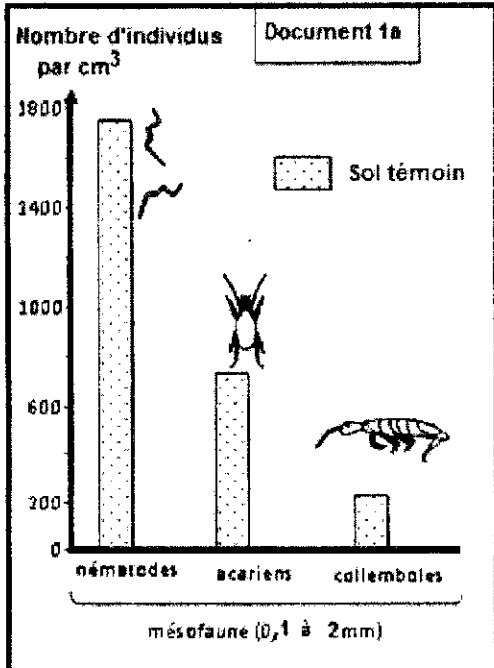 Nombre d'individus
par cm³
Document 1a
1800
1400
1000
600
200
0
Sol témoin
nématodes acariens collemboles
mésofaune (0,1 à 2mm)